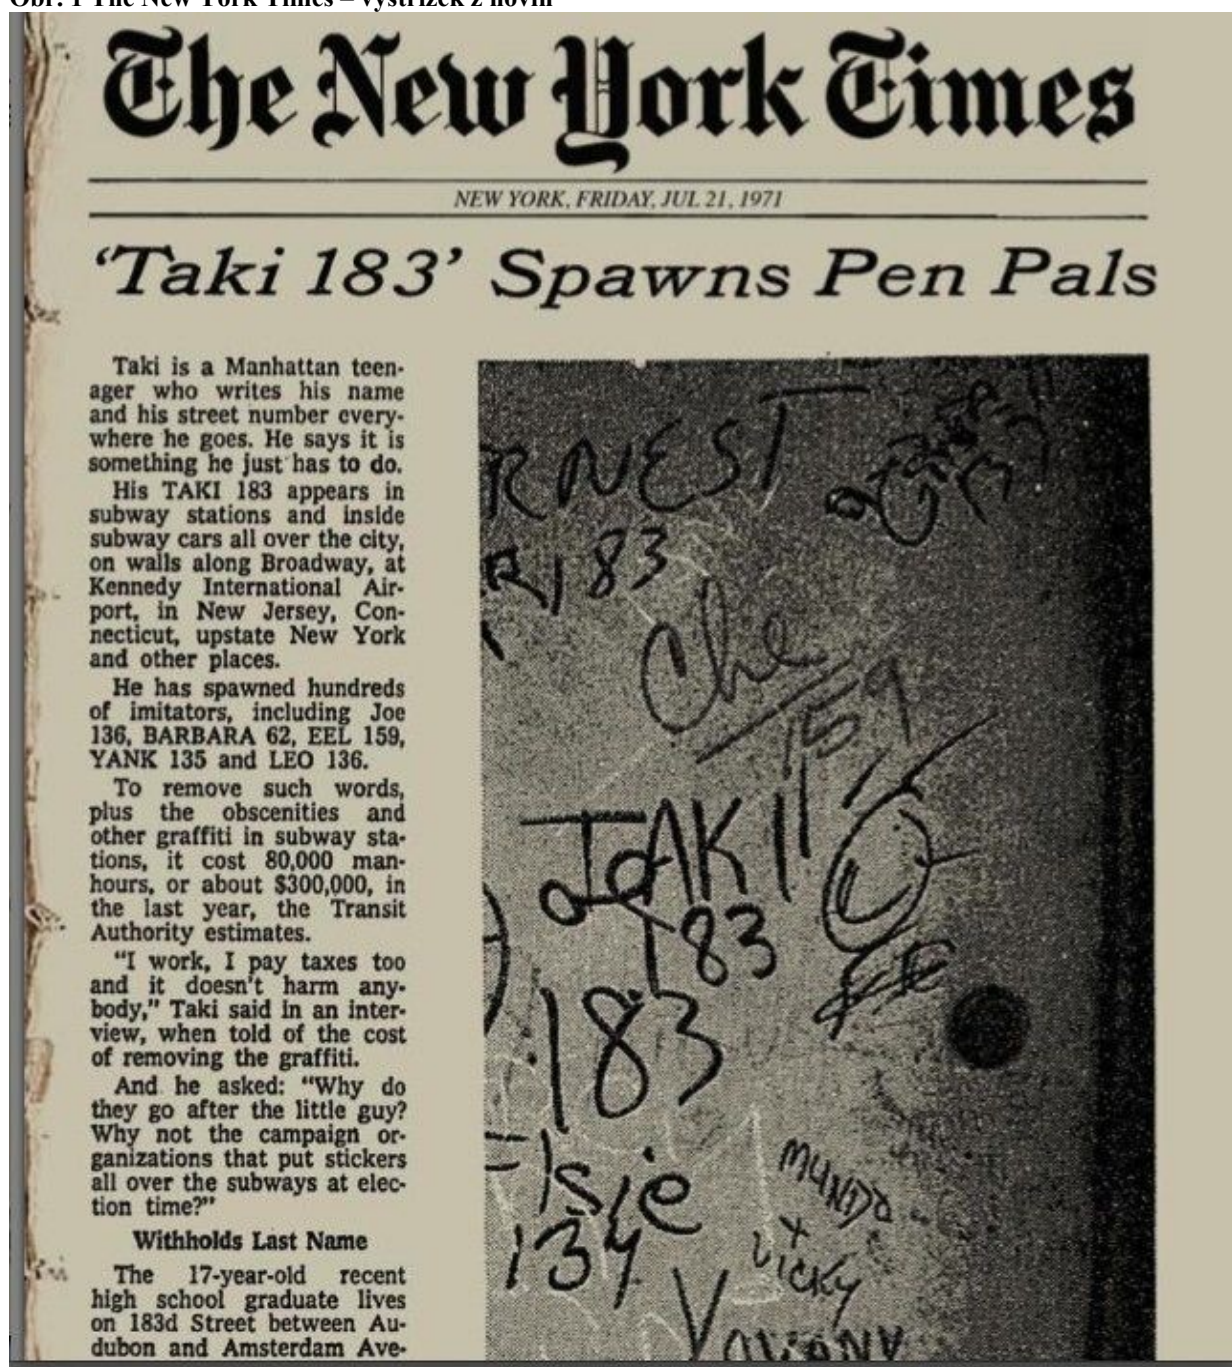 Obr. 1 The New York Times – výstřižek z novin
The New York Times
NEW YORK, FRIDAY, JUL 21, 1971
‘Taki 183’ Spawns Pen Pals
Taki is a Manhattan teen-
ager who writes his name
and his street number every-
where he goes. He says it is
something he just has to do.
His TAKI 183 appears in
subway stations and inside
subway cars all over the city,
on walls along Broadway, at
Kennedy International Air-
port, in New Jersey, Con-
necticut, upstate New York
and other places.
He has spawned hundreds
of imitators, including Joe
136, BARBARA 62, EEL 159,
YANK 135 and LEO 136.
To remove such words,
plus the obscenities and
other graffiti in subway sta-
tions, it cost 80,000 man-
hours, or about $300,000, in
the last year, the Transit
Authority estimates.
“I work, I pay taxes too
and it doesn't harm any-
body,” Taki said in an inter-
view, when told of the cost
of removing the graffiti.
And he asked: “Why do
they go after the little guy?
Why not the campaign or-
ganizations that put stickers
all over the subways at elec-
tion time?”
Withholds Last Name
The 17-year-old recent
high school graduate lives
on 183d Street between Au-
dubon and Amsterdam Ave-
RNEST
183
Che
159
TAKI
183
183
Elsie
134
MUNDO
+
VICKY